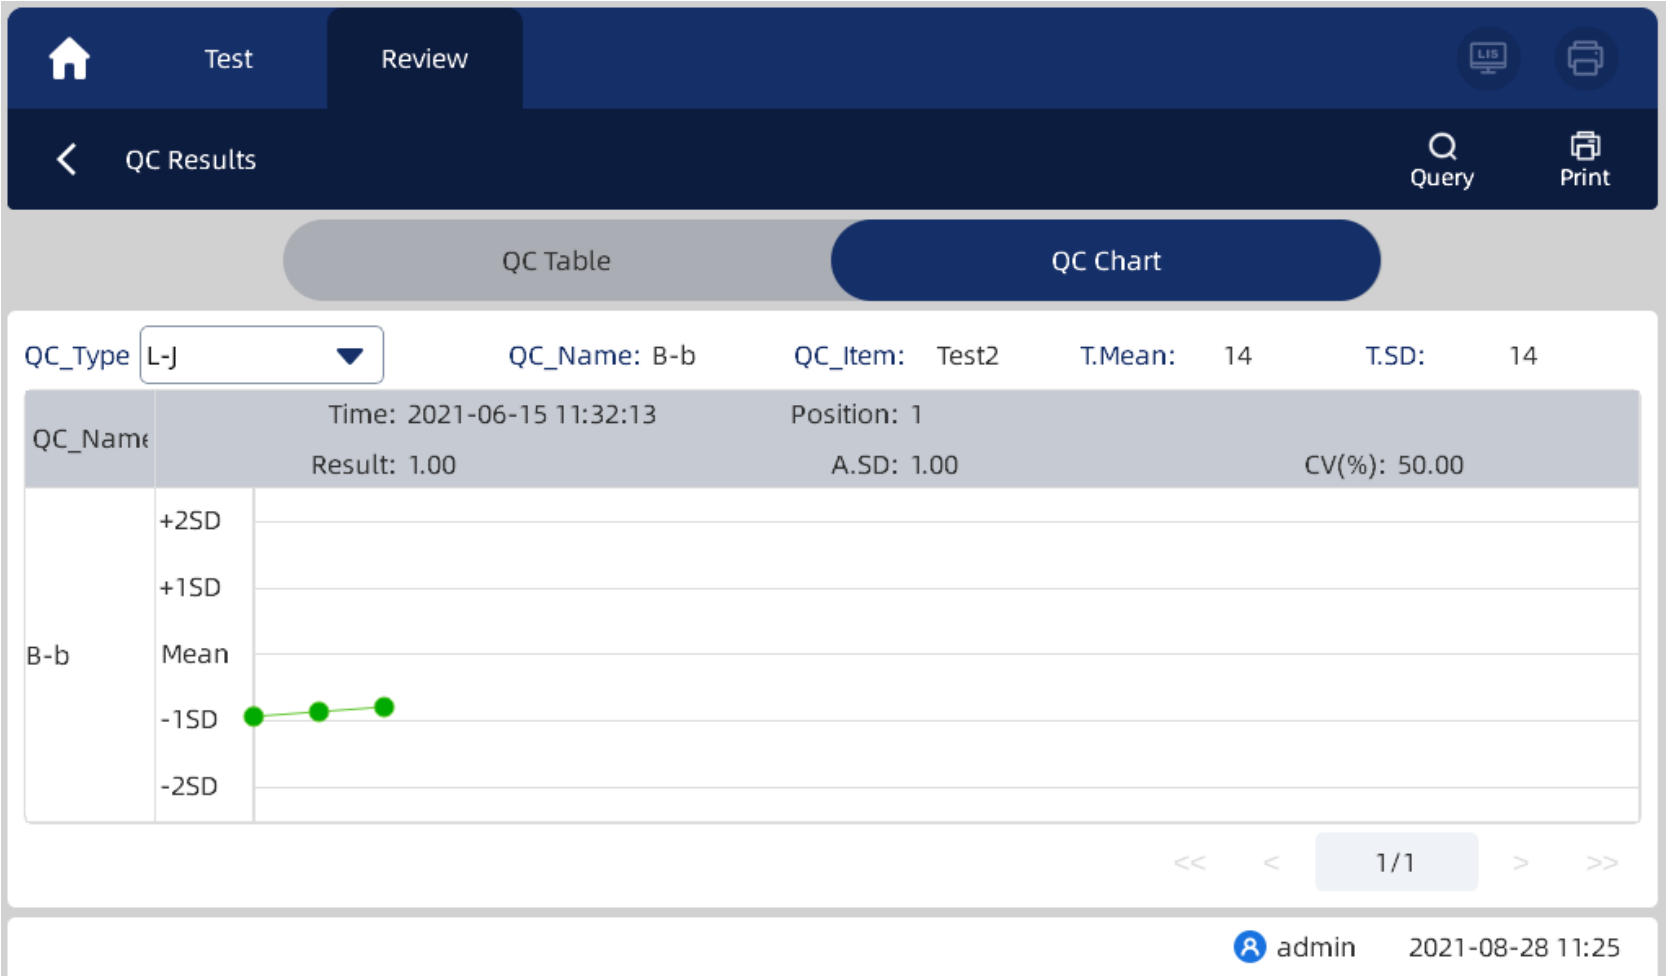 Test Review LIS
QC Results Query Print
QC Table QC Chart
QC_Type L-J QC_Name: B-b QC_Item: Test2 T.Mean: 14 T.SD: 14
QC_Name Time: 2021-06-15 11:32:13 Position: 1
Result: 1.00 A.SD: 1.00 CV(%): 50.00
+2SD
+1SD
B-b Mean
-1SD
-2SD
<< < 1/1 > >>
admin 2021-08-28 11:25